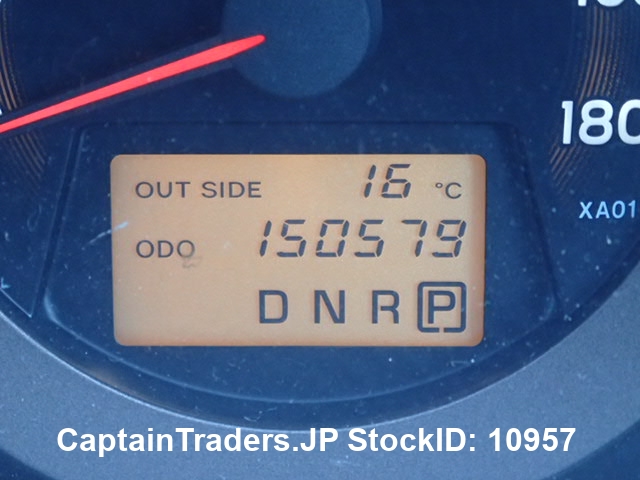 180
XA01
OUT SIDE 16 °C
ODO 150579
D N R P
CaptainTraders.JP StockID: 10957